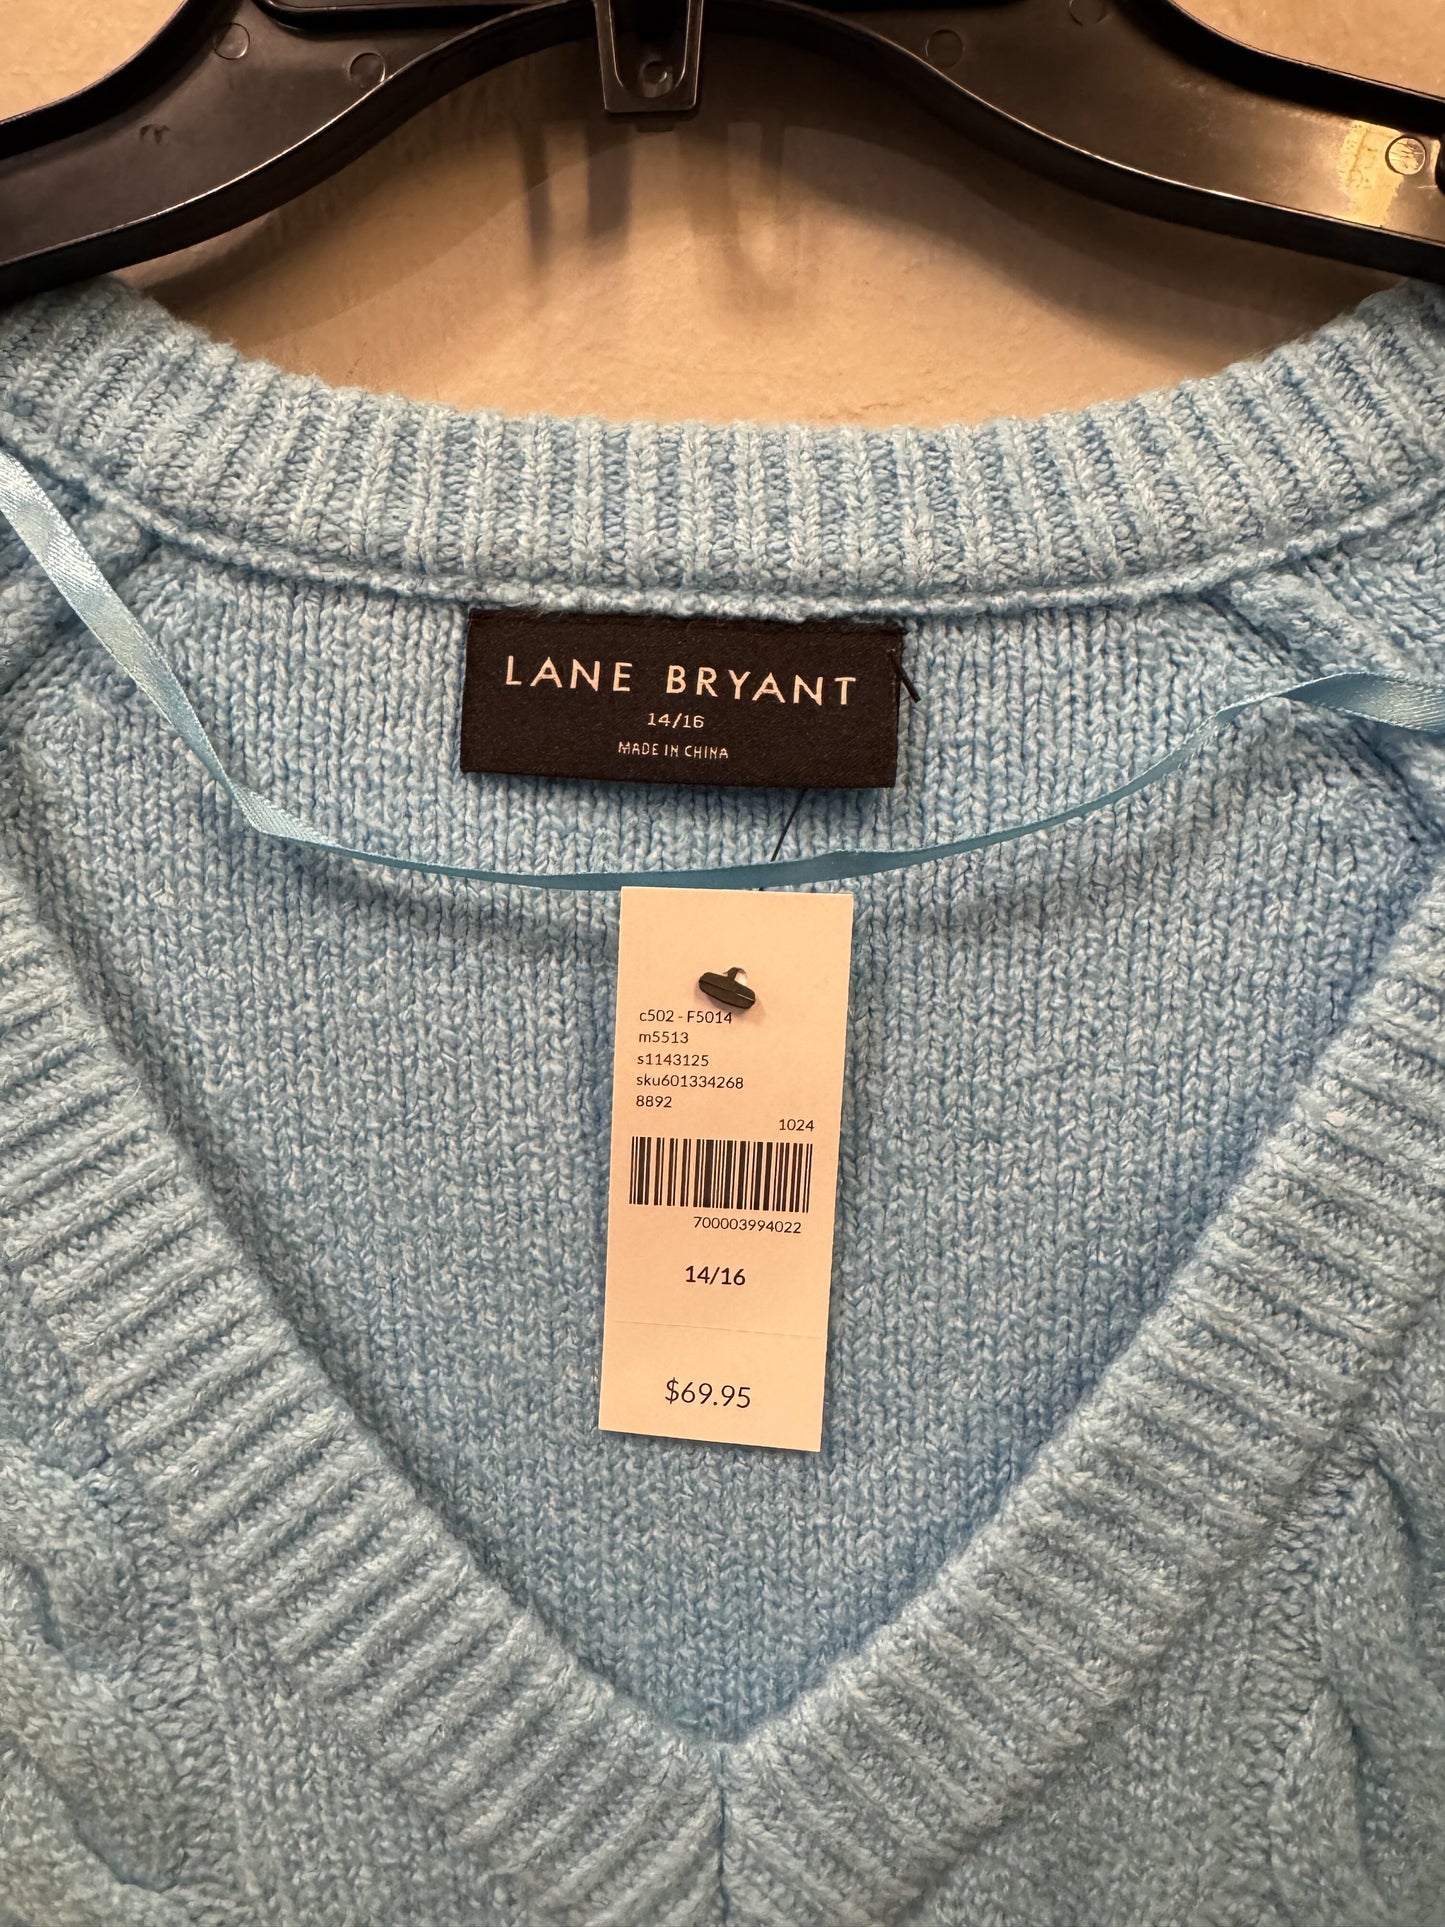 LANE BRYANT
14/16
MADE IN CHINA
c502 - F5014
m5513
s1143125
sku601334268
8892
1024
700003994022
14/16
$69.95